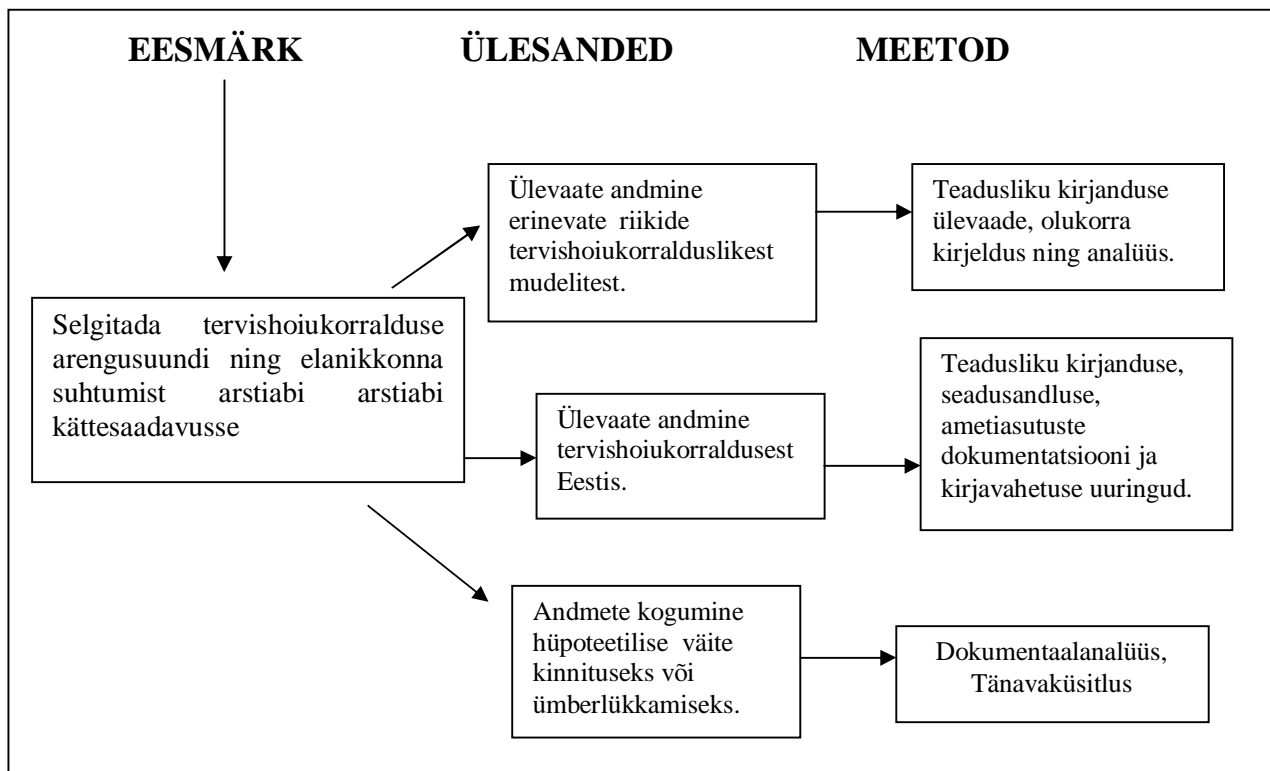 EESMÄRK ÜLESANDED MEETOD
Ülevaate andmine
erinevate riikide
tervishoiukorralduslikest
mudelitest.
Teadusliku kirjanduse
ülevaade, olukorra
kirjeldus ning analüüs.
Selgitada tervishoiukorralduse
arengusuundi ning elanikkonna
suhtumist arstiabi arstiabi
kättesaadavusse
Ülevaate andmine
tervishoiukorraldusest
Eestis.
Teadusliku kirjanduse,
seadusandluse,
ametiasutuste
dokumentatsiooni ja
kirjavahetuse uuringud.
Andmete kogumine
hüpoteetilise väite
kinnituseks või
ümberlükkamiseks.
Dokumentaalanalüüs,
Tänavaküsitlus